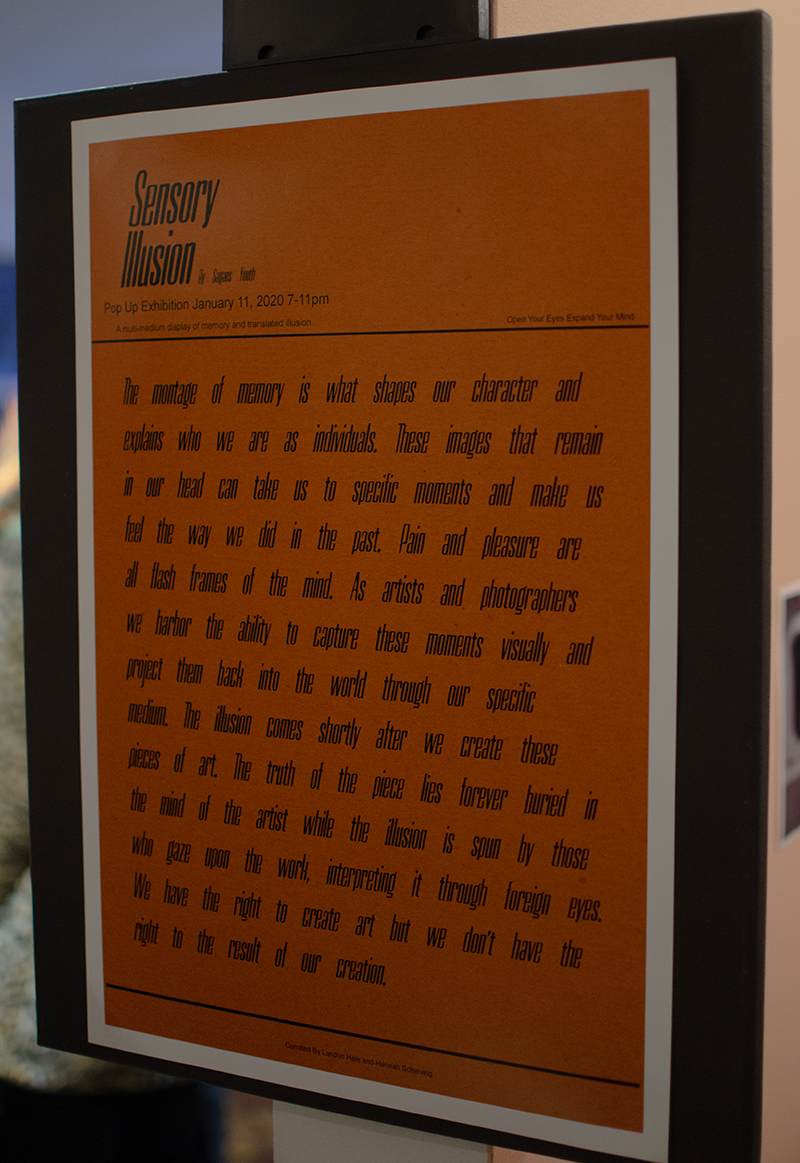 Sensory
Illusion By Sagans Youth
Pop Up Exhibition January 11, 2020 7-11pm
A multi-medium display of memory and translated illusion.
Open Your Eyes Expand Your Mind
The montage of memory is what shapes our character and
explains who we are as individuals. These images that remain
in our head can take us to specific moments and make us
feel the way we did in the past. Pain and pleasure are
all flash frames of the mind. As artists and photographers
we harbor the ability to capture these moments visually and
project them back into the world through our specific
medium. The illusion comes shortly after we create these
pieces of art. The truth of the piece lies forever buried in
the mind of the artist while the illusion is spun by those
who gaze upon the work, interpreting it through foreign eyes.
We have the right to create art but we don't have the
right to the result of our creation.
Curated By Landon Hale and Hannah